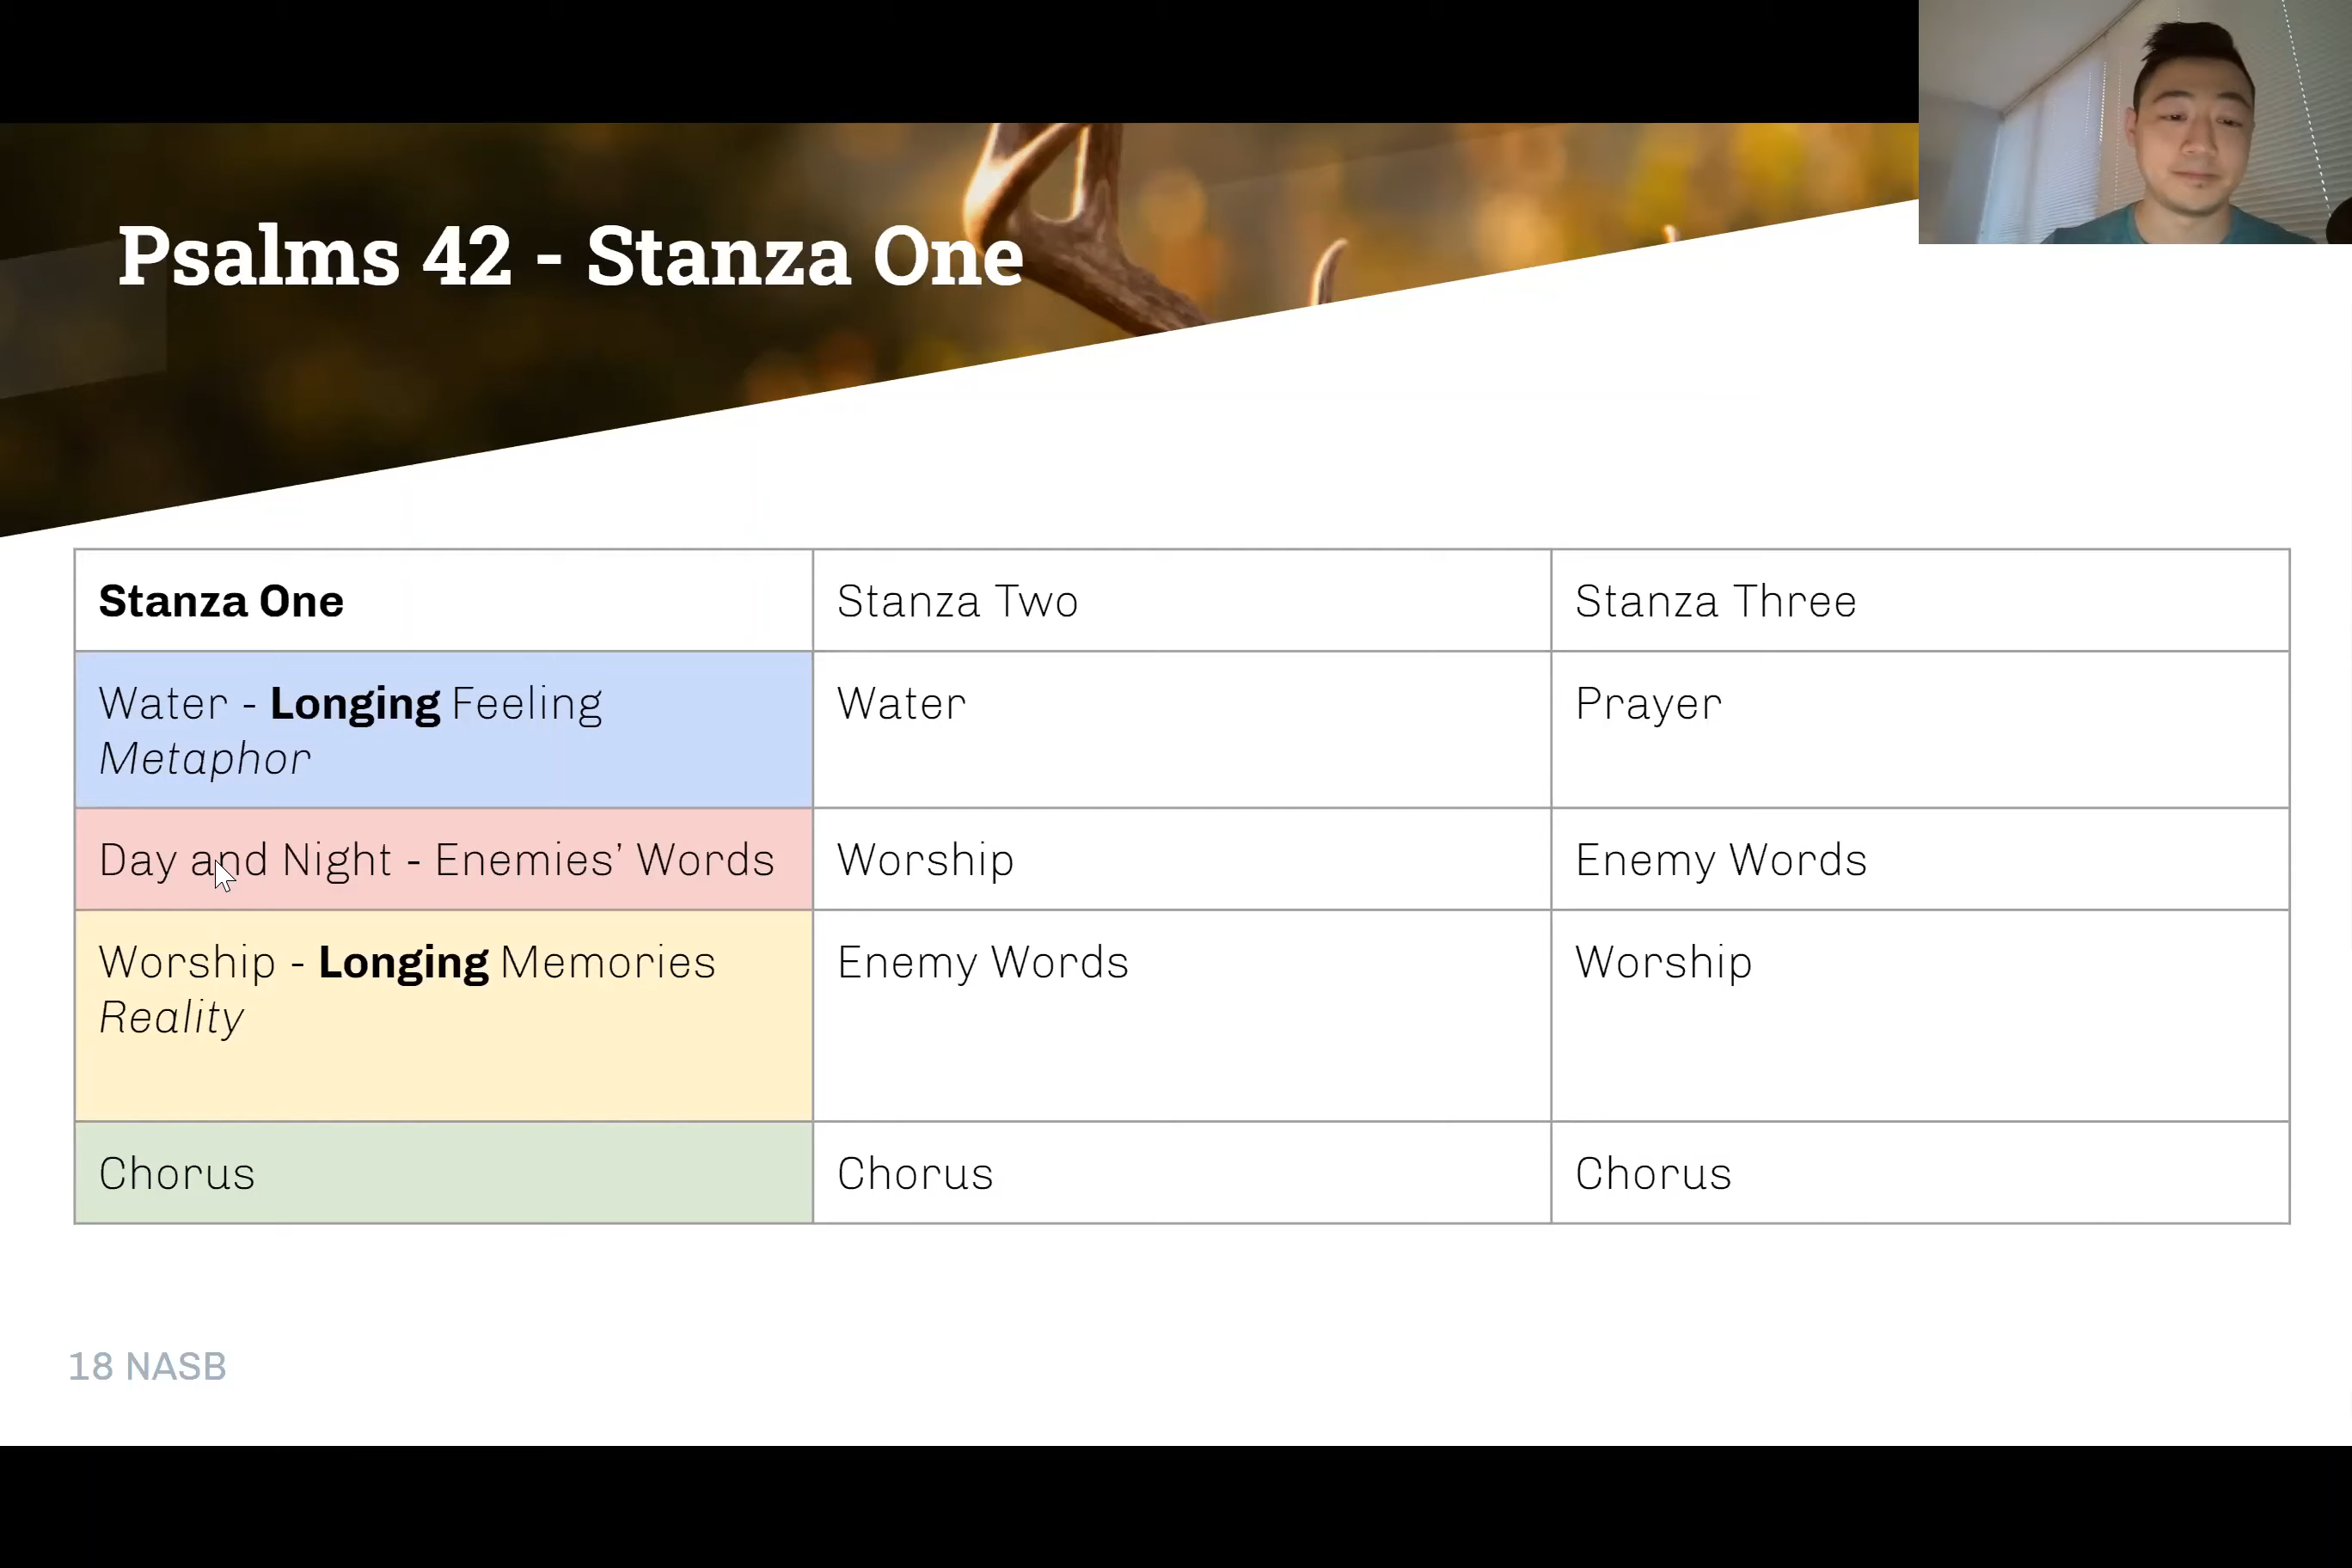 Psalms 42 - Stanza One
Stanza One
Stanza Two
Stanza Three
Water - Longing Feeling
Metaphor
Water
Prayer
Day and Night - Enemies’ Words
Worship
Enemy Words
Worship - Longing Memories
Reality
Enemy Words
Worship
Chorus
Chorus
Chorus
18 NASB